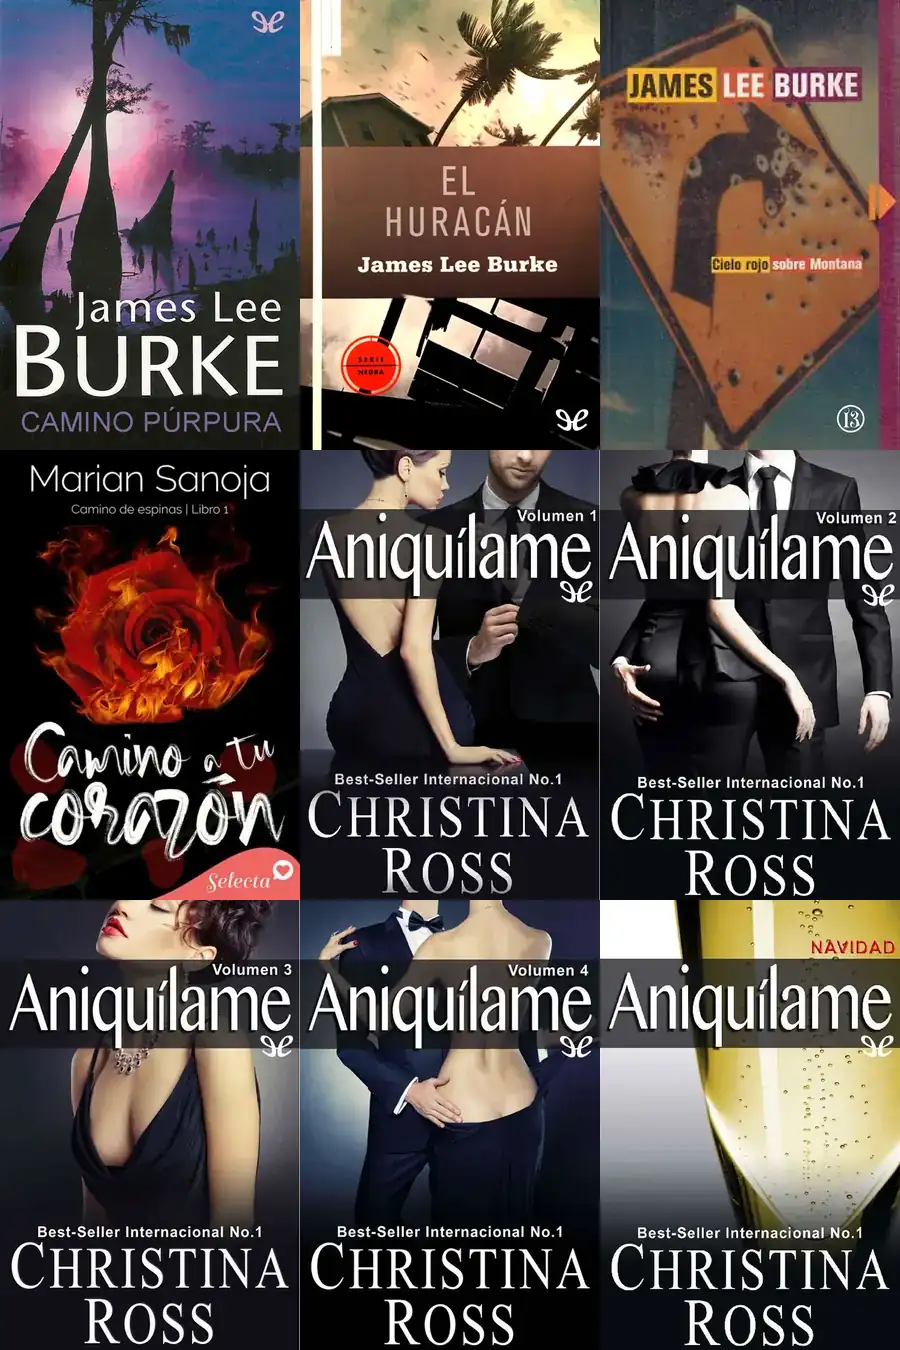 James Lee
BURKE
CAMINO PÚRPURA
EL
HURACÁN
James Lee Burke
SERIE
NEGRA
JAMES LEE BURKE
Cielo rojo sobre Montana
13
Marian Sanoja
Camino de espinas | Libro 1
Camino a tu
corazón
Selecta
Volumen 1
Aniquílame
Best-Seller Internacional No.1
CHRISTINA
ROSS
Volumen 2
Aniquílame
Best-Seller Internacional No.1
CHRISTINA
ROSS
Volumen 3
Aniquílame
Best-Seller Internacional No.1
CHRISTINA
ROSS
Volumen 4
Aniquílame
Best-Seller Internacional No.1
CHRISTINA
ROSS
NAVIDAD
Aniquílame
Best-Seller Internacional No.1
CHRISTINA
ROSS